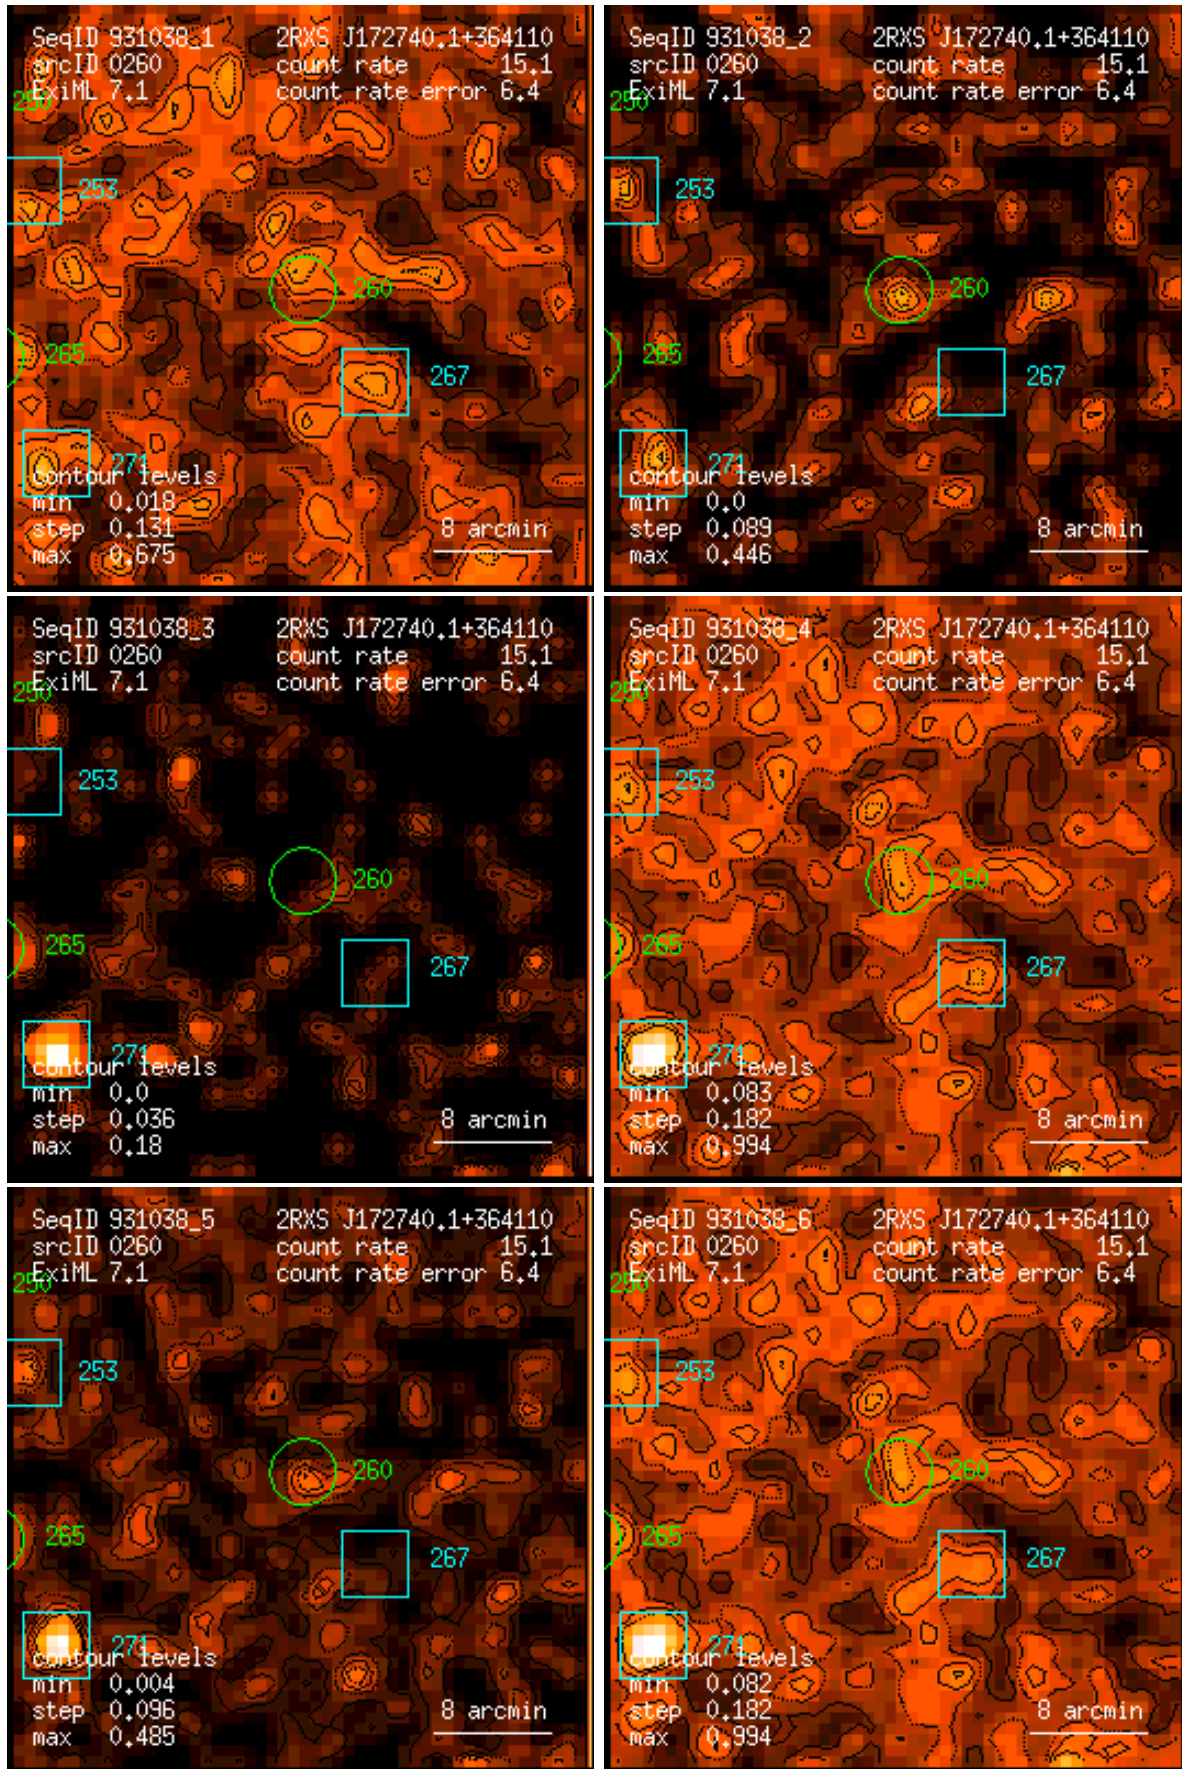 SeqID 931038_1 2RXS J172740.1+364110
srcID 0260 count rate 15.1
ExiML 7.1 count rate error 6.4
250
253
260
265
267
271
contour levels
min 0.018
step 0.131
max 0.675
8 arcmin
SeqID 931038_2 2RXS J172740.1+364110
srcID 0260 count rate 15.1
ExiML 7.1 count rate error 6.4
250
253
260
265
267
271
contour levels
min 0.0
step 0.089
max 0.446
8 arcmin
SeqID 931038_3 2RXS J172740.1+364110
srcID 0260 count rate 15.1
ExiML 7.1 count rate error 6.4
250
253
260
265
267
271
contour levels
min 0.0
step 0.036
max 0.18
8 arcmin
SeqID 931038_4 2RXS J172740.1+364110
srcID 0260 count rate 15.1
ExiML 7.1 count rate error 6.4
250
253
260
265
267
271
contour levels
min 0.083
step 0.182
max 0.994
8 arcmin
SeqID 931038_5 2RXS J172740.1+364110
srcID 0260 count rate 15.1
ExiML 7.1 count rate error 6.4
250
253
260
265
267
271
contour levels
min 0.004
step 0.096
max 0.485
8 arcmin
SeqID 931038_6 2RXS J172740.1+364110
srcID 0260 count rate 15.1
ExiML 7.1 count rate error 6.4
250
253
260
265
267
271
contour levels
min 0.082
step 0.182
max 0.994
8 arcmin